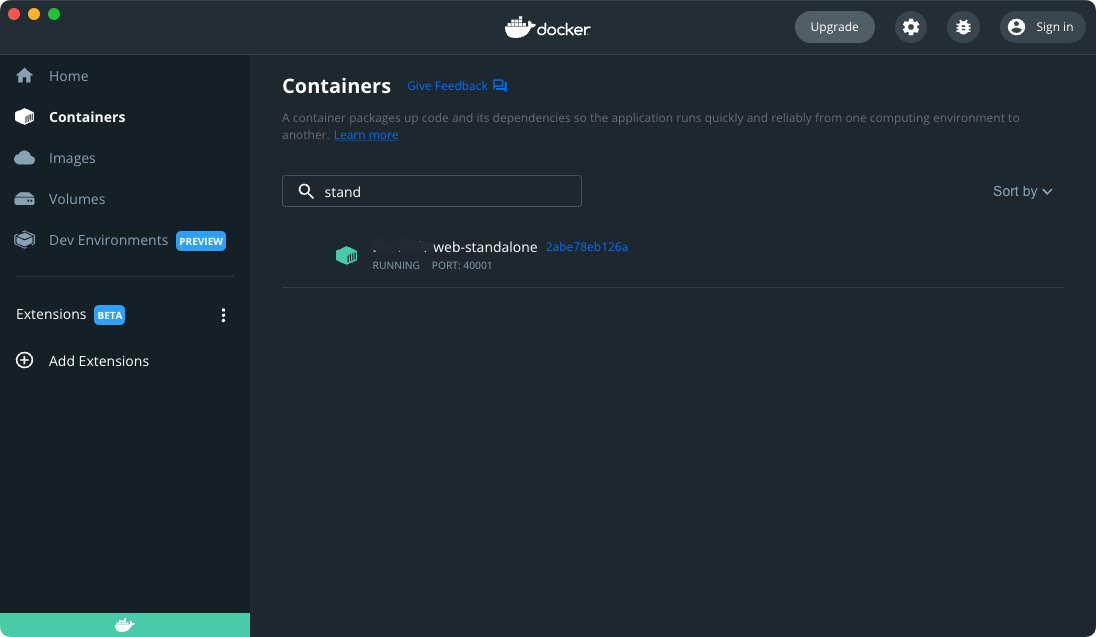 docker
Upgrade
Sign in
Home
Containers
Images
Volumes
Dev Environments PREVIEW
Extensions BETA
Add Extensions
Containers Give Feedback
A container packages up code and its dependencies so the application runs quickly and reliably from one computing environment to
another. Learn more
stand
Sort by
web-standalone 2abe78eb126a
RUNNING PORT: 40001